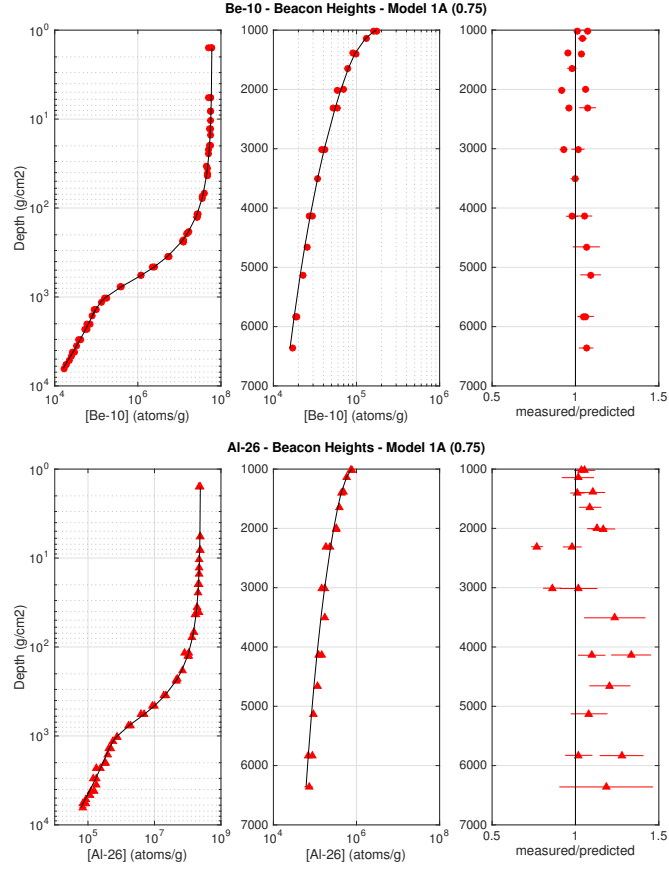 Be-10 - Beacon Heights - Model 1A (0.75)
Depth (g/cm2)
10^0
10^1
10^2
10^3
10^4
10^4 10^6 10^8
[Be-10] (atoms/g)
1000
2000
3000
4000
5000
6000
7000
10^4 10^5 10^6
[Be-10] (atoms/g)
1000
2000
3000
4000
5000
6000
7000
0.5 1 1.5
measured/predicted
Al-26 - Beacon Heights - Model 1A (0.75)
Depth (g/cm2)
10^0
10^1
10^2
10^3
10^4
10^5 10^7 10^9
[Al-26] (atoms/g)
1000
2000
3000
4000
5000
6000
7000
10^4 10^6 10^8
[Al-26] (atoms/g)
1000
2000
3000
4000
5000
6000
7000
0.5 1 1.5
measured/predicted